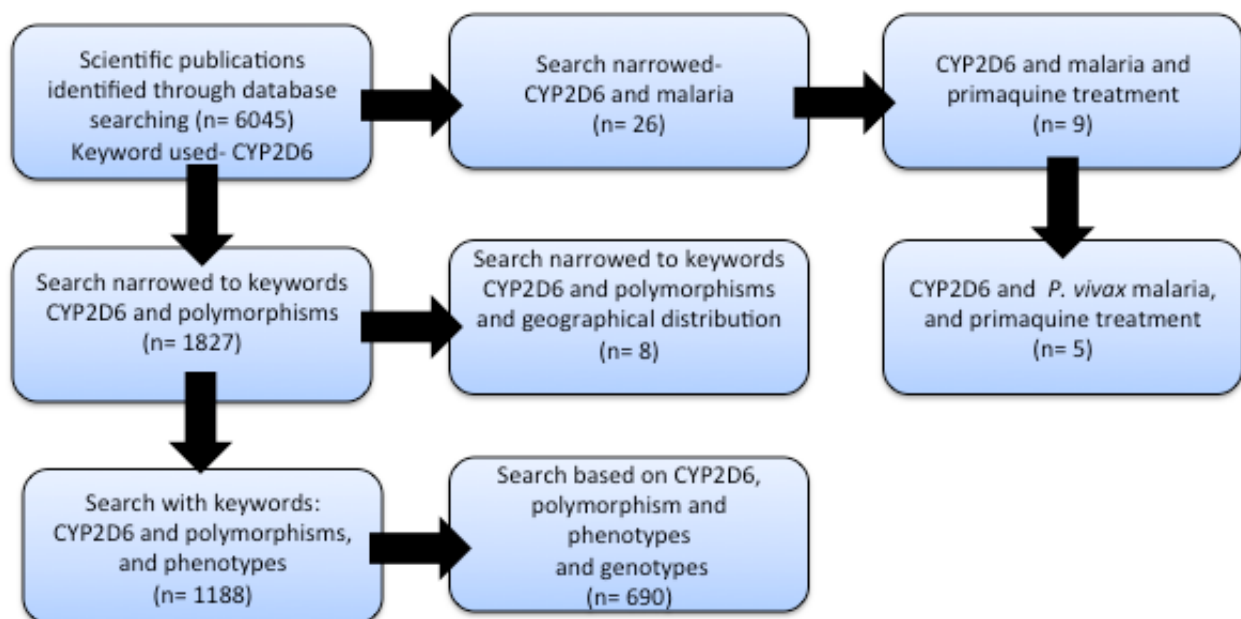 Scientific publications
identified through database
searching (n= 6045)
Keyword used- CYP2D6
Search narrowed-
CYP2D6 and malaria
(n= 26)
CYP2D6 and malaria and
primaquine treatment
(n= 9)
Search narrowed to keywords
CYP2D6 and polymorphisms
(n= 1827)
Search narrowed to keywords
CYP2D6 and polymorphisms
and geographical distribution
(n= 8)
CYP2D6 and P. vivax malaria,
and primaquine treatment
(n= 5)
Search with keywords:
CYP2D6 and polymorphisms,
and phenotypes
(n= 1188)
Search based on CYP2D6,
polymorphism and
phenotypes
and genotypes
(n= 690)